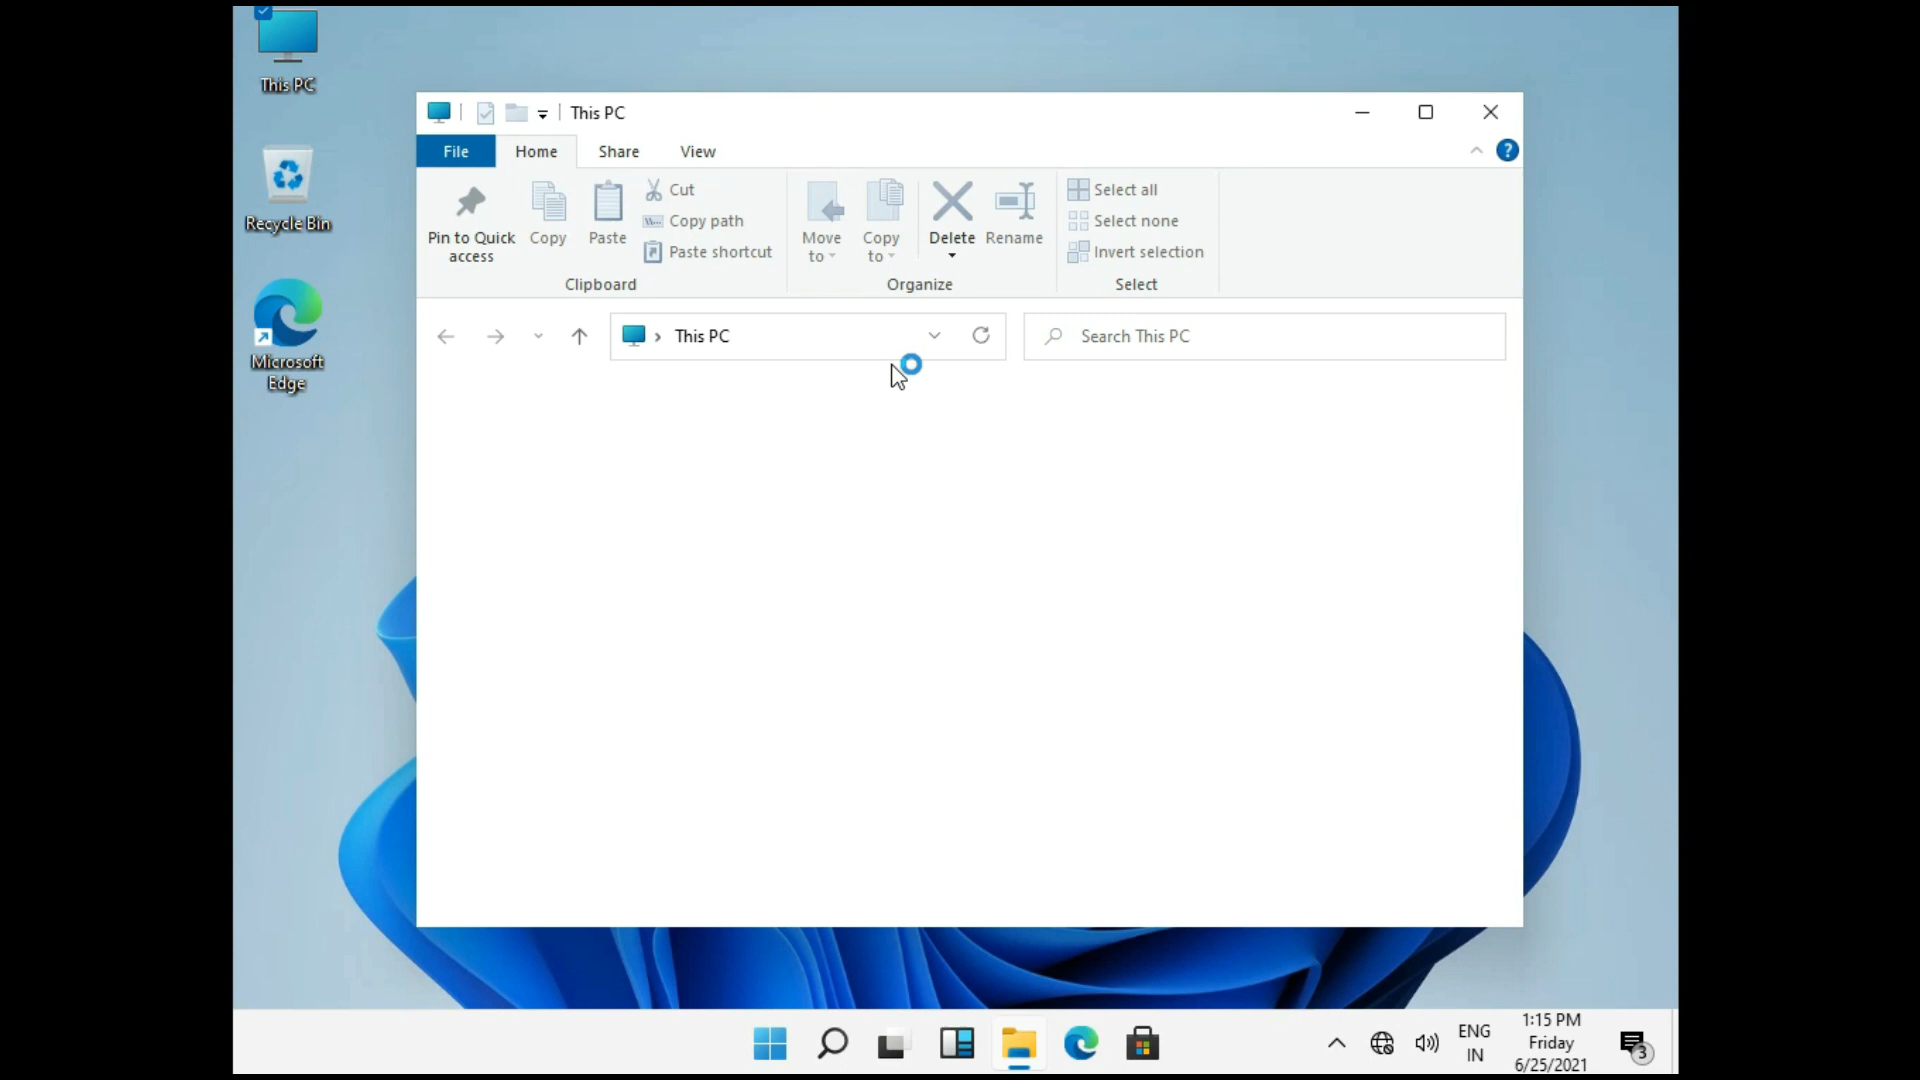 This PC
Recycle Bin
Microsoft
Edge
This PC
File
Home
Share
View
?
Pin to Quick
access
Copy
Paste
Cut
Copy path
Paste shortcut
Clipboard
Move
to
Copy
to
Delete
Rename
Organize
Select all
Select none
Invert selection
Select
This PC
Search This PC
ENG
IN
1:15 PM
Friday
6/25/2021
3